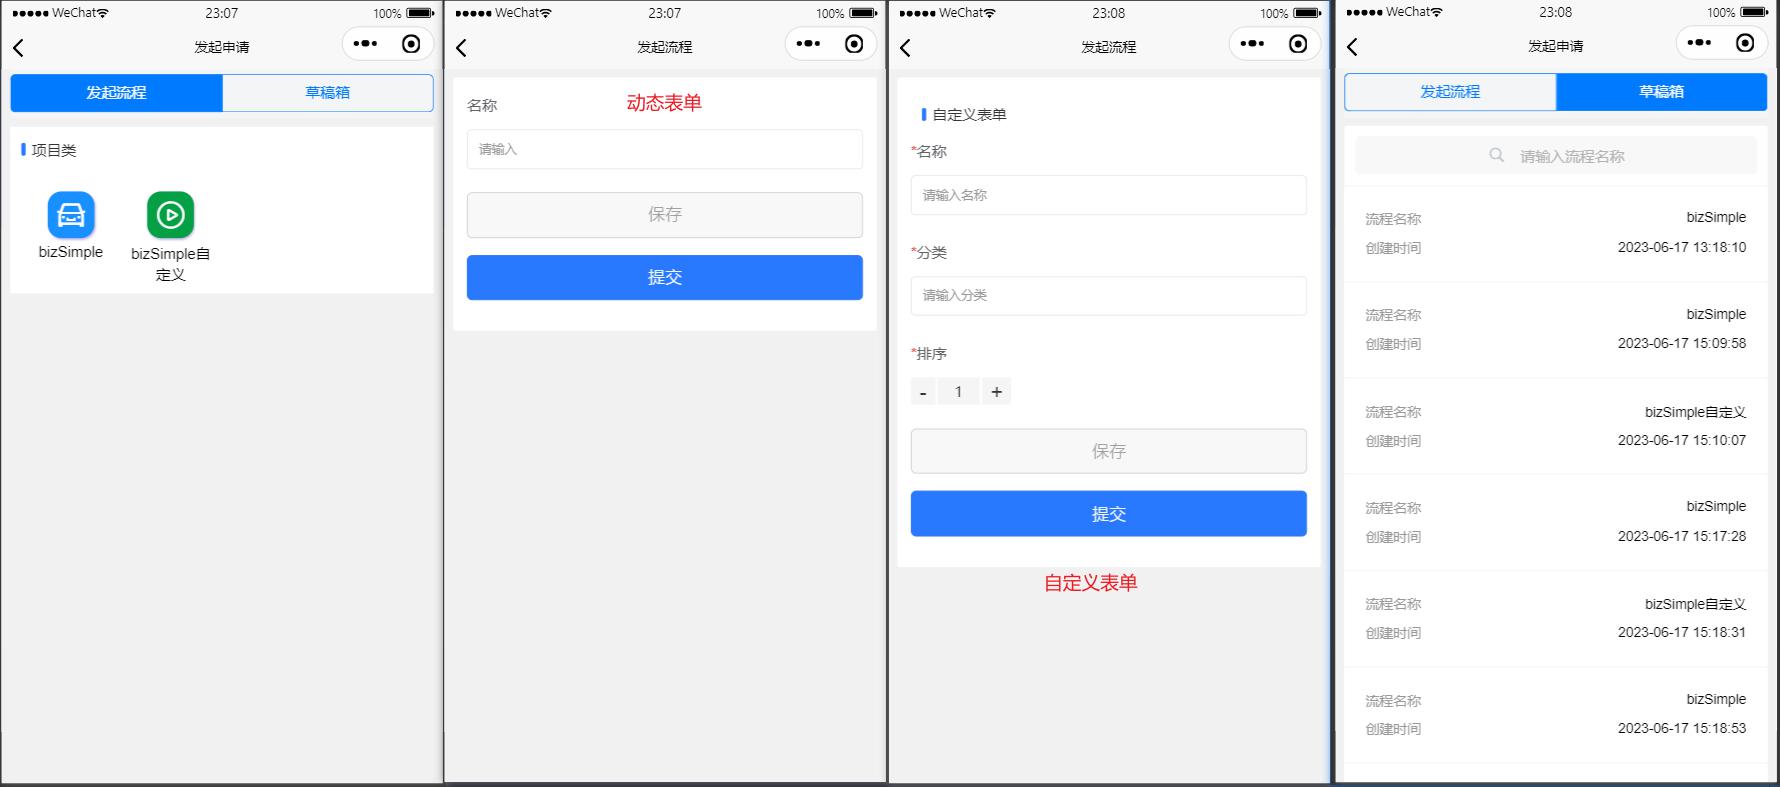 WeChat
23:07
100%
发起申请
发起流程
草稿箱
项目类
bizSimple
bizSimple自
定义
WeChat
23:07
100%
发起流程
名称
动态表单
请输入
保存
提交
WeChat
23:08
100%
发起流程
自定义表单
*名称
请输入名称
*分类
请输入分类
*排序
- 1 +
保存
提交
自定义表单
WeChat
23:08
100%
发起申请
发起流程
草稿箱
请输入流程名称
流程名称 bizSimple
创建时间 2023-06-17 13:18:10
流程名称 bizSimple
创建时间 2023-06-17 15:09:58
流程名称 bizSimple自定义
创建时间 2023-06-17 15:10:07
流程名称 bizSimple
创建时间 2023-06-17 15:17:28
流程名称 bizSimple自定义
创建时间 2023-06-17 15:18:31
流程名称 bizSimple
创建时间 2023-06-17 15:18:53